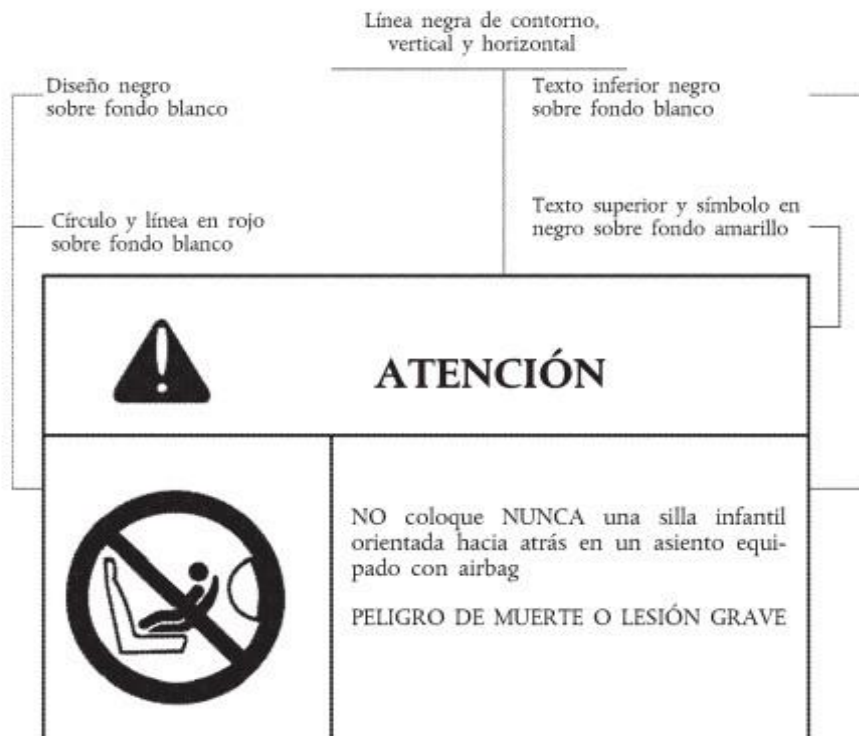 Línea negra de contorno,
vertical y horizontal
Diseño negro
sobre fondo blanco
Texto inferior negro
sobre fondo blanco
Círculo y línea en rojo
sobre fondo blanco
Texto superior y símbolo en
negro sobre fondo amarillo
ATENCIÓN
NO coloque NUNCA una silla infantil
orientada hacia atrás en un asiento equi-
pado con airbag
PELIGRO DE MUERTE O LESIÓN GRAVE